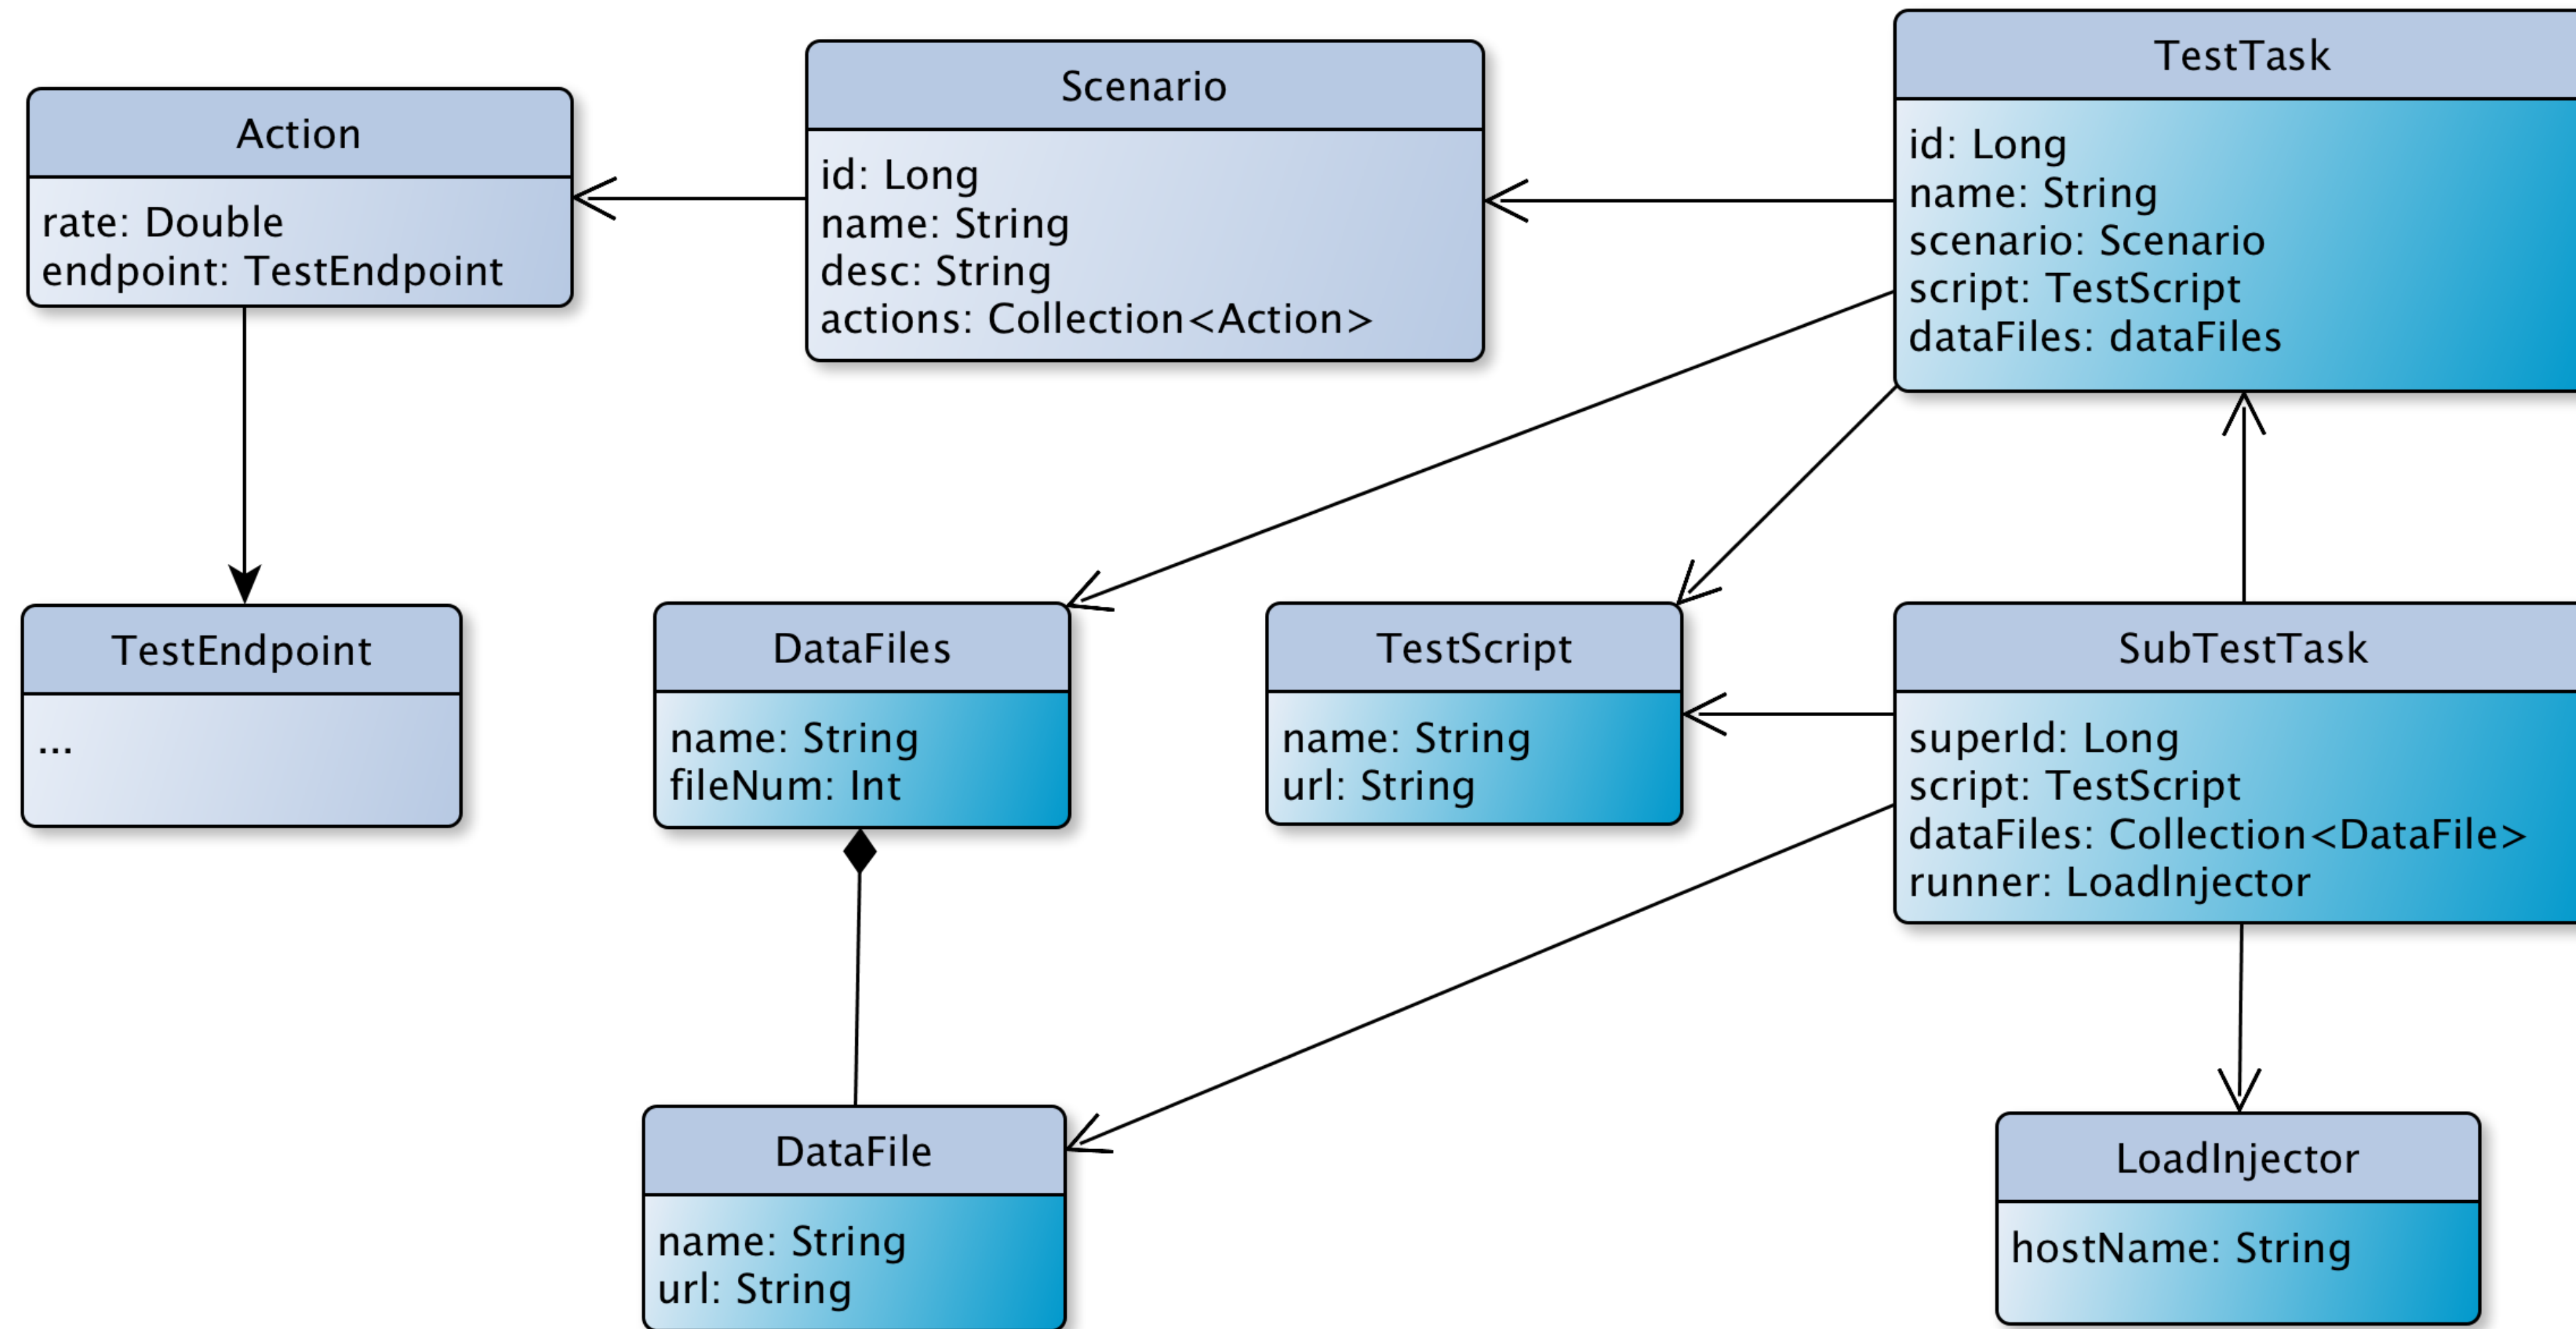 Action
rate: Double
endpoint: TestEndpoint
Scenario
id: Long
name: String
desc: String
actions: Collection<Action>
TestTask
id: Long
name: String
scenario: Scenario
script: TestScript
dataFiles: dataFiles
TestEndpoint
...
DataFiles
name: String
fileNum: Int
TestScript
name: String
url: String
SubTestTask
superId: Long
script: TestScript
dataFiles: Collection<DataFile>
runner: LoadInjector
DataFile
name: String
url: String
LoadInjector
hostName: String